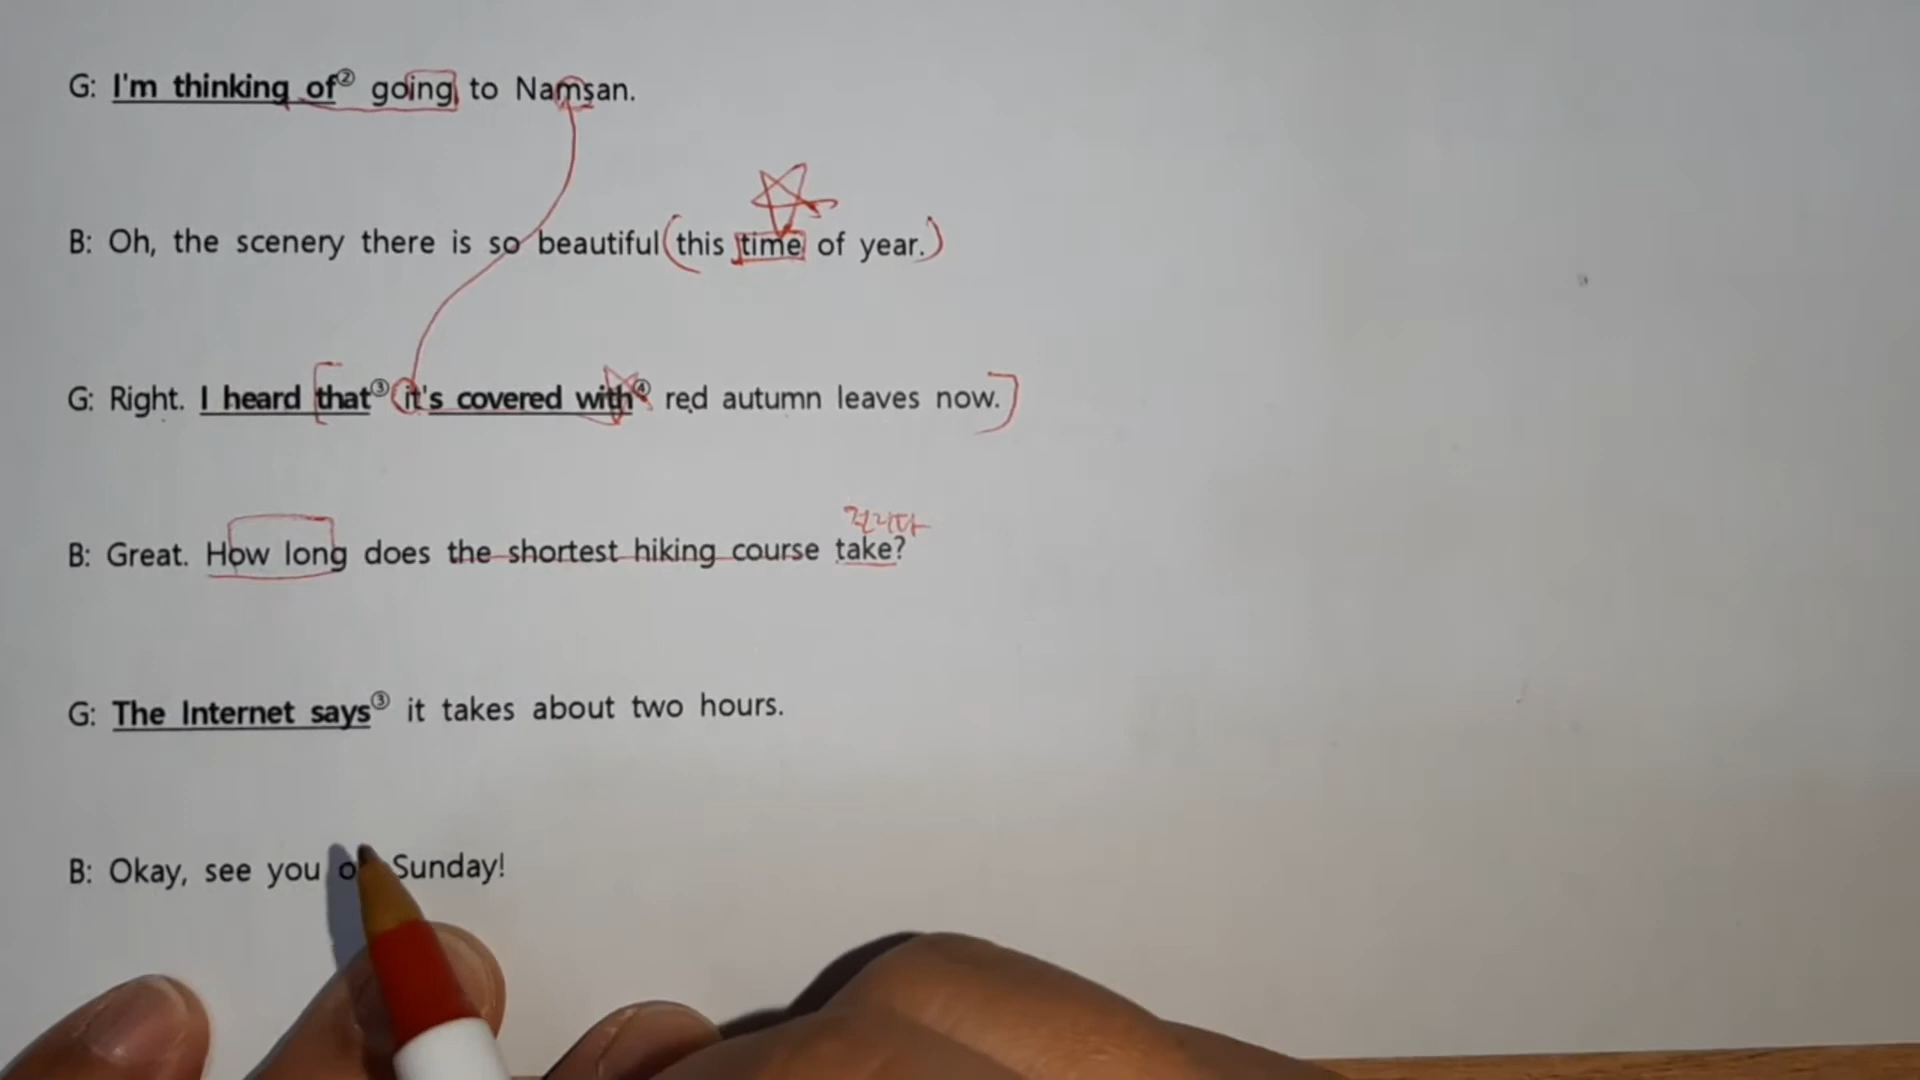 G: I'm thinking of② going to Namsan.
B: Oh, the scenery there is so beautiful (this time of year.)
G: Right. I heard [that③ it's covered with④ red autumn leaves now.]
걸리다
B: Great. How long does the shortest hiking course take?
G: The Internet says③ it takes about two hours.
B: Okay, see you Sunday!